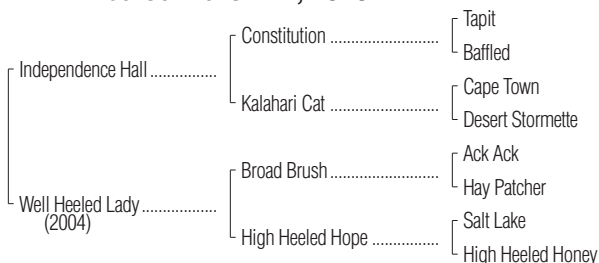 Tapit
Constitution ..............................
Baffled
Independence Hall ................
Cape Town
Kalahari Cat ..............................
Desert Stormette
Ack Ack
Broad Brush ..............................
Hay Patcher
Well Heeled Lady ..................
(2004)
Salt Lake
High Heeled Hope ..................
High Heeled Honey